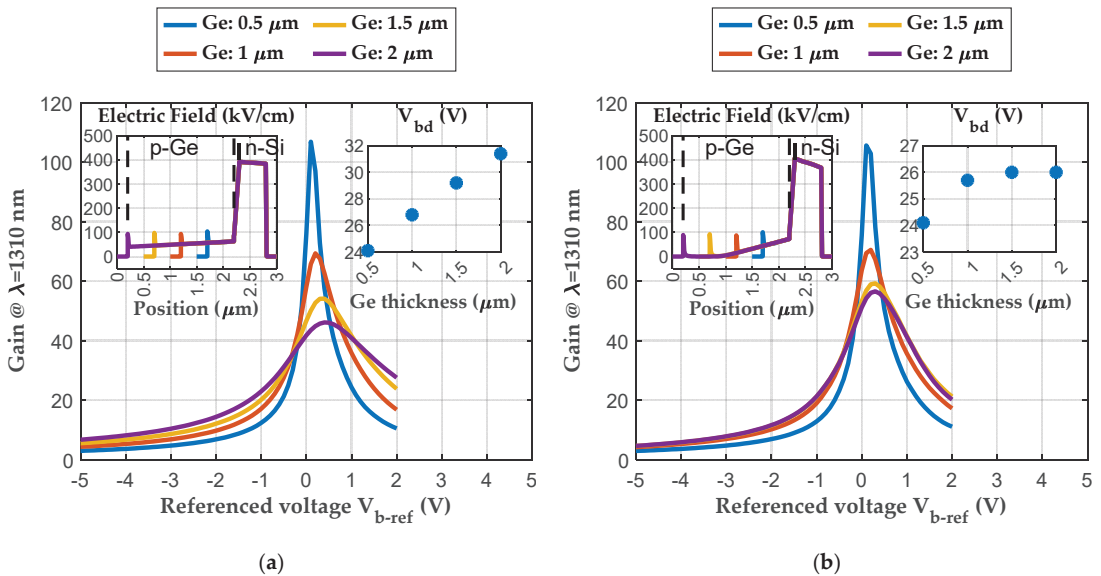 Ge: 0.5 μm Ge: 1.5 μm
Ge: 1 μm Ge: 2 μm
Gain @ λ=1310 nm
120
100
80
60
40
20
0
-5 -4 -3 -2 -1 0 1 2 3 4 5
Referenced voltage V_b-ref (V)
Electric Field (kV/cm)
500
400
300
200
100
0
p-Ge n-Si
0 0.5 1 1.5 2 2.5 3
Position (μm)
V_bd (V)
32
30
28
26
24
0.5 1 1.5 2
Ge thickness (μm)
(a)
Ge: 0.5 μm Ge: 1.5 μm
Ge: 1 μm Ge: 2 μm
Gain @ λ=1310 nm
120
100
80
60
40
20
0
-5 -4 -3 -2 -1 0 1 2 3 4 5
Referenced voltage V_b-ref (V)
Electric Field (kV/cm)
500
400
300
200
100
0
p-Ge n-Si
0 0.5 1 1.5 2 2.5 3
Position (μm)
V_bd (V)
27
26
25
24
23
0.5 1 1.5 2
Ge thickness (μm)
(b)